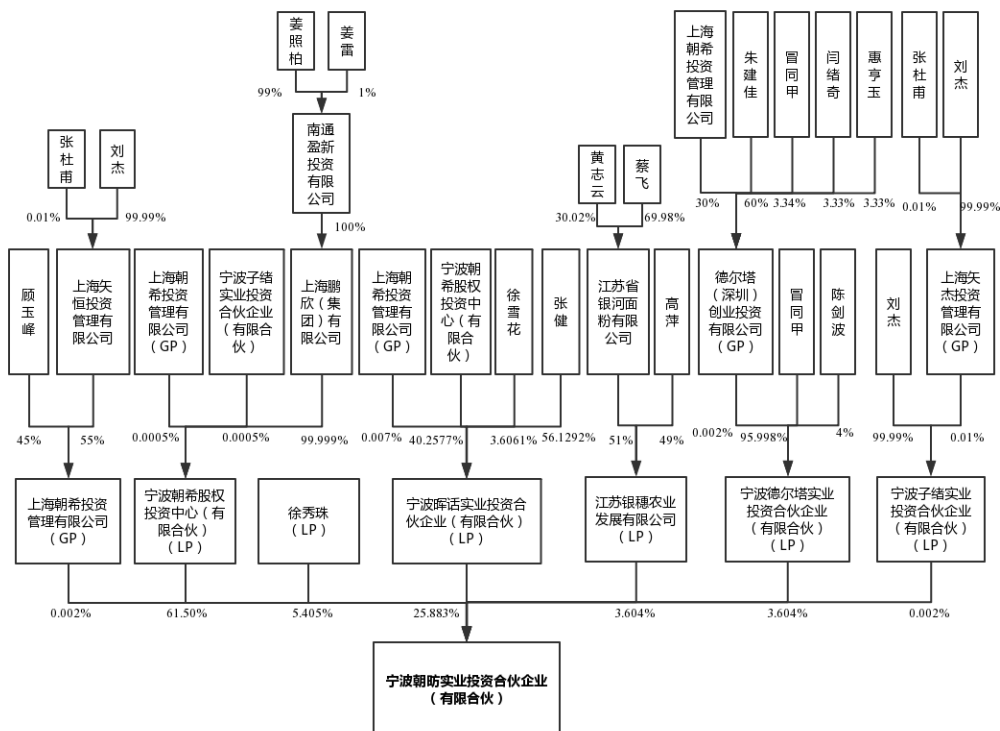 姜照柏
姜雷
上海
朝希
投资
管理
有限
公司
朱建佳
冒同甲
闫绪奇
惠亨玉
张杜甫
刘杰
99%
1%
南通
盈新
投资
有限
公司
张杜甫
刘杰
黄志云
蔡飞
30%
60%
3.34%
3.33%
3.33%
0.01%
99.99%
0.01%
99.99%
100%
30.02%
69.98%
顾玉峰
上海矢
恒投资
管理有
限公司
上海朝
希投资
管理有
限公司
（GP）
宁波子绪
实业投资
合伙企业
（有限合
伙）
上海鹏
欣（集
团）有
限公司
上海朝
希投资
管理有
限公司
（GP）
宁波朝
希股权
投资中
心（有
限合
伙）
徐雪花
张健
江苏省
银河面
粉有限
公司
高萍
德尔塔
（深圳）
创业投资
有限公司
（GP）
冒同甲
陈剑波
刘杰
上海矢
杰投资
管理有
限公司
（GP）
45%
55%
0.0005%
0.0005%
99.999%
0.007%
40.2577%
3.6061%
56.1292%
51%
49%
0.002%
95.998%
4%
99.99%
0.01%
上海朝希投资
管理有限公司
（GP）
宁波朝希股权
投资中心（有
限合伙）
（LP）
徐秀珠
（LP）
宁波晖话实业投资合
伙企业（有限合伙）
（LP）
江苏银穗农业
发展有限公司
（LP）
宁波德尔塔实业
投资合伙企业
（有限合伙）
（LP）
宁波子绪实业
投资合伙企业
（有限合伙）
（LP）
0.002%
61.50%
5.405%
25.883%
3.604%
3.604%
0.002%
宁波朝昉实业投资合伙企业
（有限合伙）